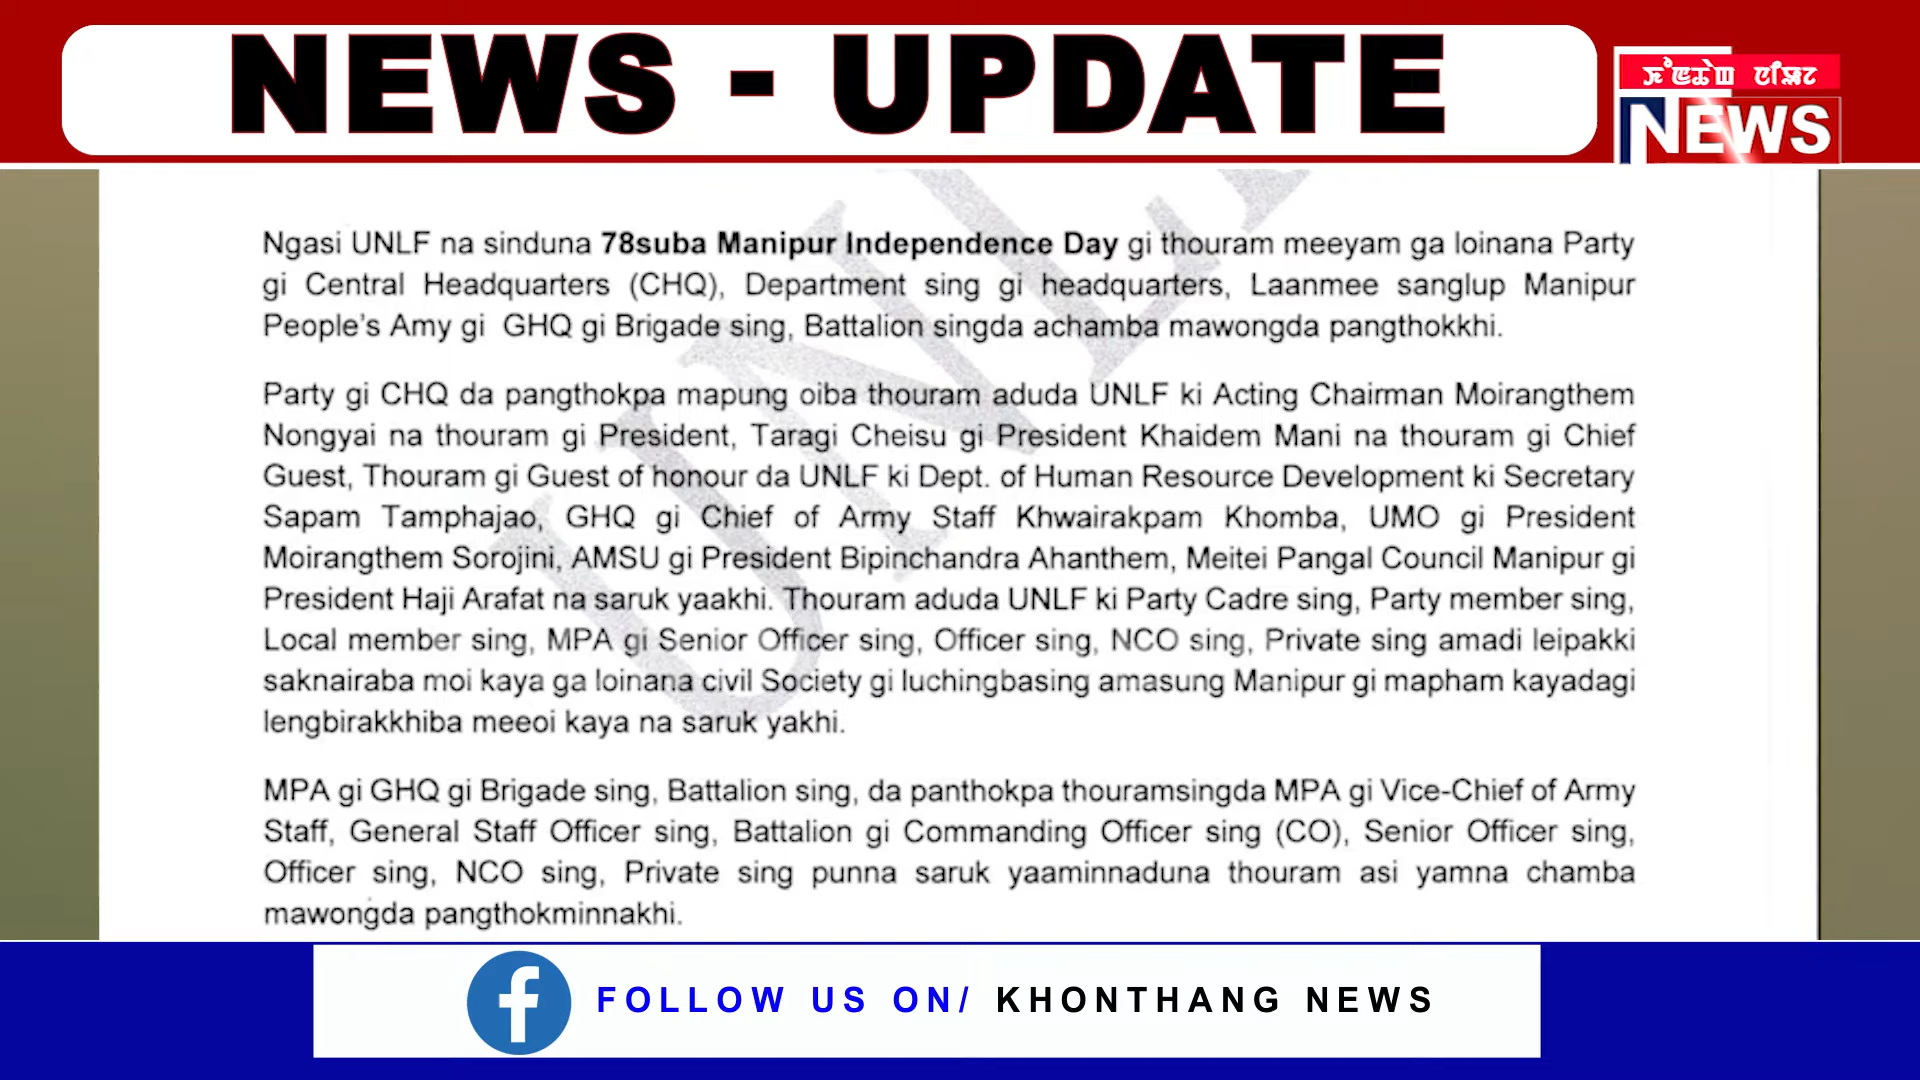 NEWS - UPDATE
NEWS
Ngasi UNLF na sinduna 78suba Manipur Independence Day gi thouram meeyam ga loinana Party
gi Central Headquarters (CHQ), Department sing gi headquarters, Laanmee sanglup Manipur
People's Amy gi GHQ gi Brigade sing, Battalion singda achamba mawongda pangthokkhi.
Party gi CHQ da pangthokpa mapung oiba thouram aduda UNLF ki Acting Chairman Moirangthem
Nongyai na thouram gi President, Taragi Cheisu gi President Khaidem Mani na thouram gi Chief
Guest, Thouram gi Guest of honour da UNLF ki Dept. of Human Resource Development ki Secretary
Sapam Tamphajao, GHQ gi Chief of Army Staff Khwairakpam Khomba, UMO gi President
Moirangthem Sorojini, AMSU gi President Bipinchandra Ahanthem, Meitei Pangal Council Manipur gi
President Haji Arafat na saruk yaakhi. Thouram aduda UNLF ki Party Cadre sing, Party member sing,
Local member sing, MPA gi Senior Officer sing, Officer sing, NCO sing, Private sing amadi leipakki
saknairaba moi kaya ga loinana civil Society gi luchingbasing amasung Manipur gi mapham kayadagi
lengbirakkhiba meeoi kaya na saruk yakhi.
MPA gi GHQ gi Brigade sing, Battalion sing, da panthokpa thouramsingda MPA gi Vice-Chief of Army
Staff, General Staff Officer sing, Battalion gi Commanding Officer sing (CO), Senior Officer sing,
Officer sing, NCO sing, Private sing punna saruk yaaminnaduna thouram asi yamna chamba
mawongda pangthokminnakhi.
FOLLOW US ON/ KHONTHANG NEWS